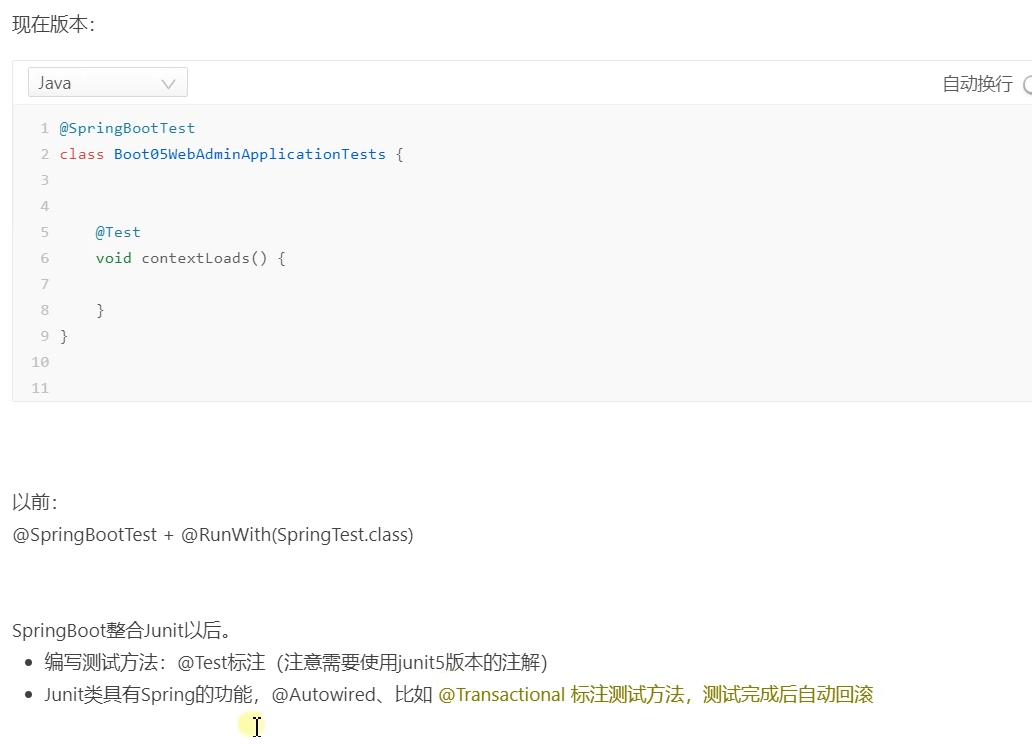 现在版本：
Java
自动换行
1 @SpringBootTest
2 class Boot05WebAdminApplicationTests {
3
4
5 @Test
6 void contextLoads() {
7
8 }
9 }
10
11
以前：
@SpringBootTest + @RunWith(SpringTest.class)
SpringBoot整合Junit以后。
• 编写测试方法：@Test标注（注意需要使用junit5版本的注解）
• Junit类具有Spring的功能，@Autowired、比如 @Transactional 标注测试方法，测试完成后自动回滚